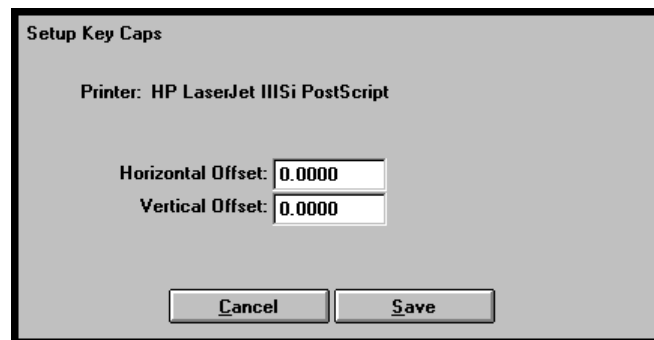 Setup Key Caps
Printer: HP LaserJet IIISi PostScript
Horizontal Offset: 0.0000
Vertical Offset: 0.0000
Cancel Save